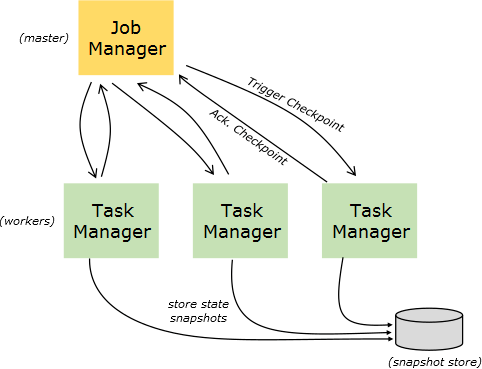 (master)
Job
Manager
Trigger Checkpoint
Ack. Checkpoint
(workers)
Task
Manager
Task
Manager
Task
Manager
store state
snapshots
(snapshot store)